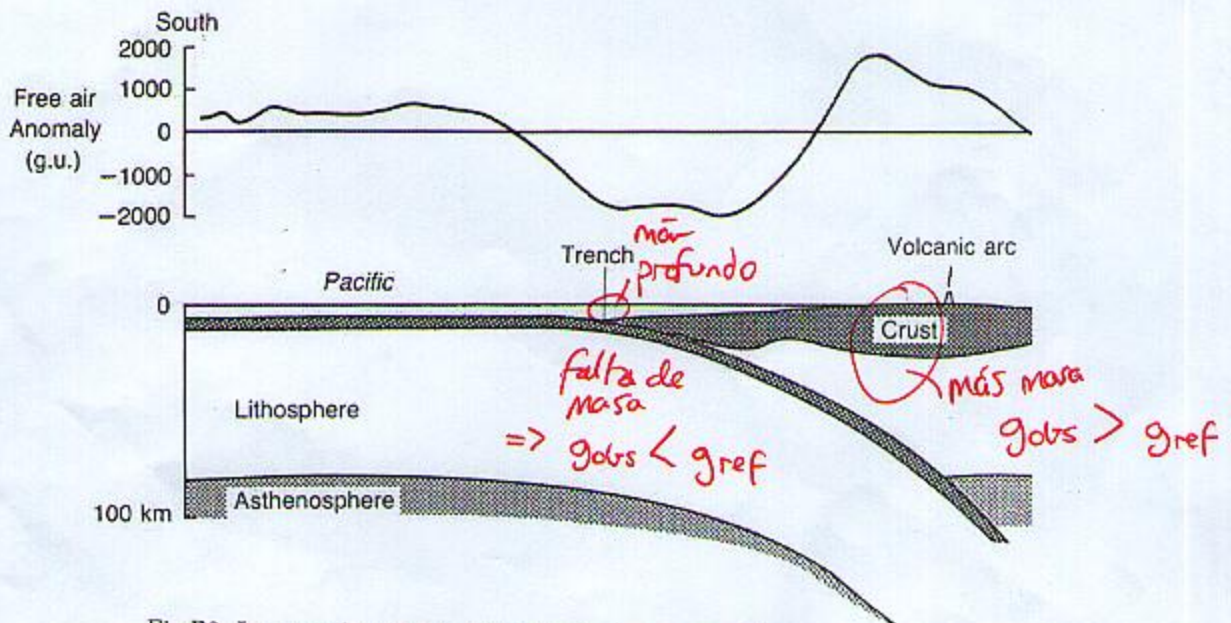 South
2000
1000
Free air
Anomaly
(g.u.)
0
−1000
−2000
Trench
más
profundo
Volcanic arc
Pacific
0
Crust
falta de
masa
=> gobs < gref
más masa
gobs > gref
Lithosphere
Asthenosphere
100 km